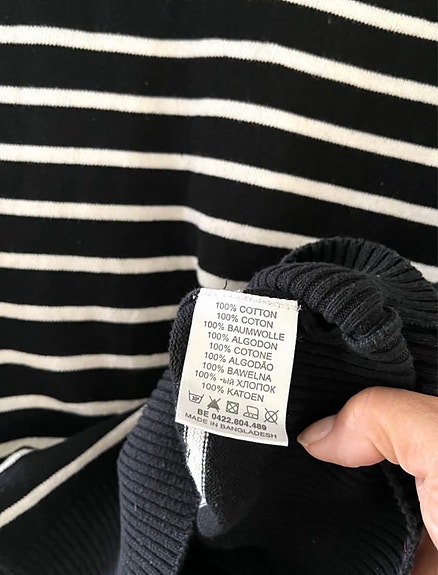 100% COTTON
100% COTON
100% BAUMWOLLE
100% ALGODON
100% COTONE
100% ALGODÃO
100% BAWELNA
100% -ЫЙ ХЛОПОК
100% KATOEN
BE 0422.804.489
MADE IN BANGLADESH